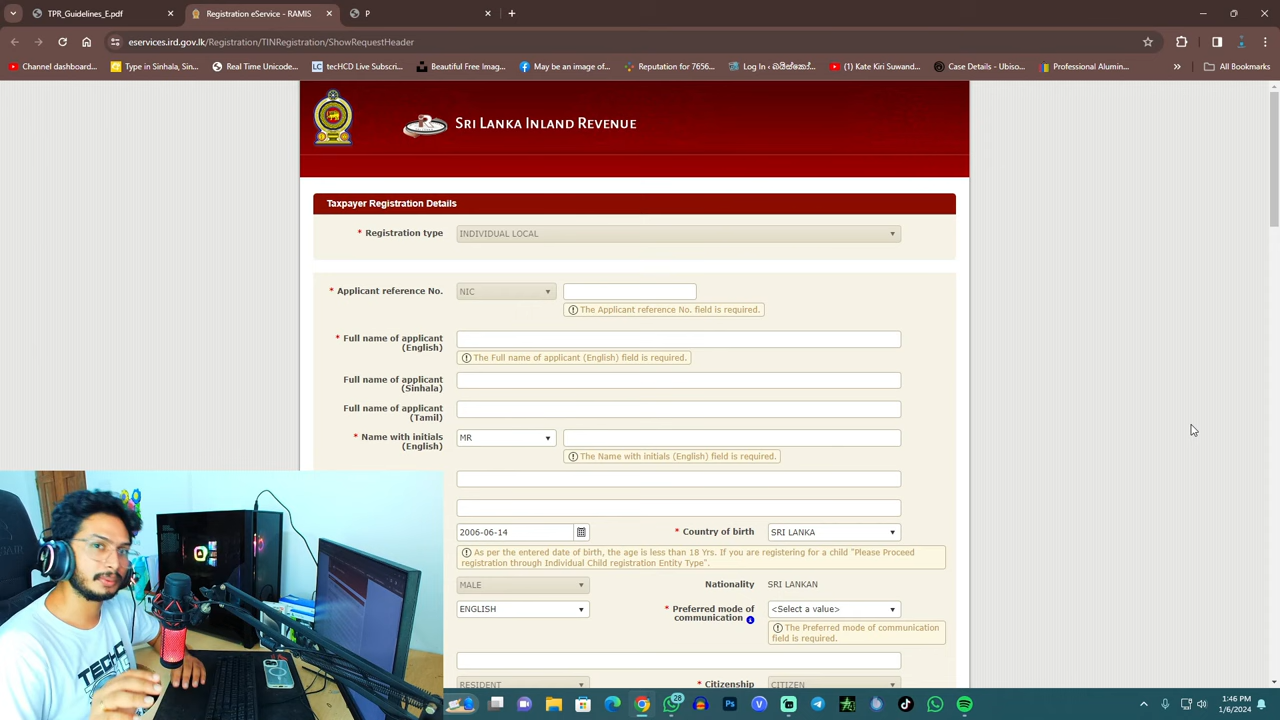 TPR_Guidelines_E.pdf
Registration eService - RAMIS
P
eservices.ird.gov.lk/Registration/TINRegistration/ShowRequestHeader
Channel dashboard...
Type in Sinhala, Sin...
Real Time Unicode...
LC
techHCD Live Subscri...
Beautiful Free Imag...
May be an image of...
Reputation for 7656...
(1) Kate Kiri Suwand...
Case Details - Ubiso...
Professional Alumin...
All Bookmarks
SRI LANKA INLAND REVENUE
Taxpayer Registration Details
* Registration type
INDIVIDUAL LOCAL
* Applicant reference No.
NIC
The Applicant reference No. field is required.
* Full name of applicant
(English)
The Full name of applicant (English) field is required.
Full name of applicant
(Sinhala)
Full name of applicant
(Tamil)
* Name with initials
(English)
MR
The Name with initials (English) field is required.
2006-06-14
* Country of birth
SRI LANKA
As per the entered date of birth, the age is less than 18 Yrs. If you are registering for a child "Please Proceed
registration through Individual Child registration Entity Type".
MALE
Nationality
SRI LANKAN
ENGLISH
* Preferred mode of
communication
<Select a value>
The Preferred mode of communication
field is required.
RESIDENT
* Citizenship
CITIZEN
1:46 PM
1/6/2024